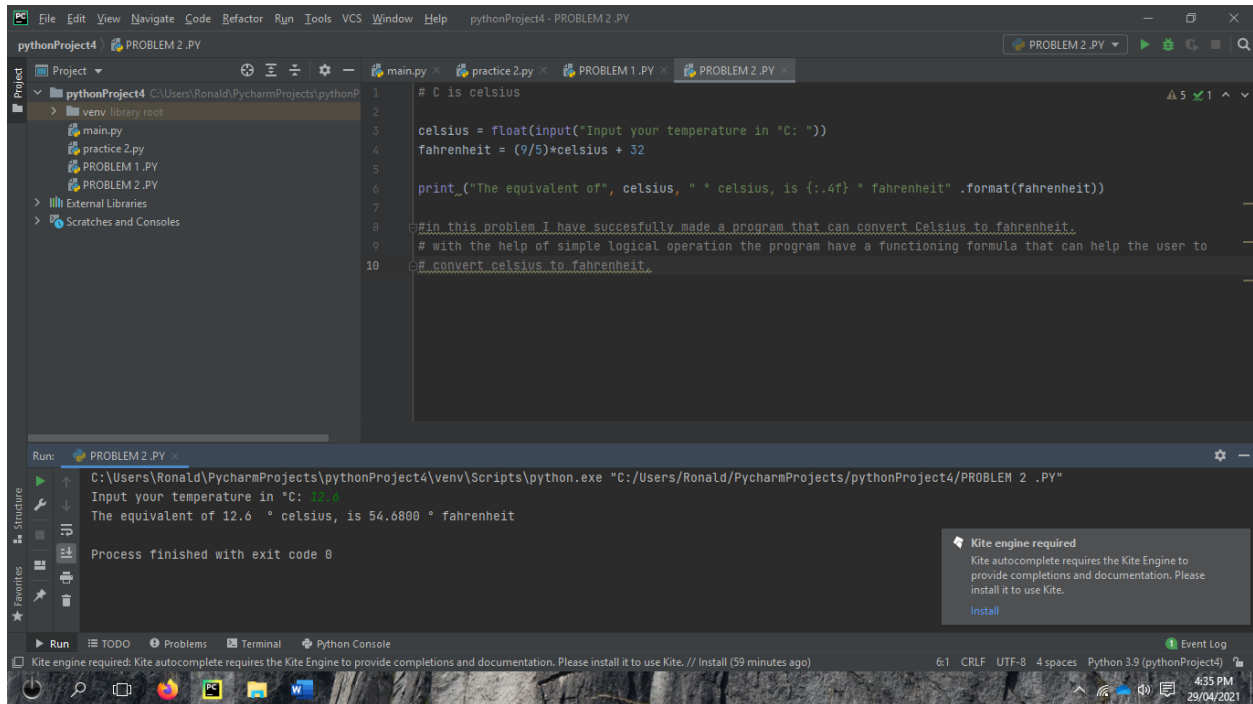 File Edit View Navigate Code Refactor Run Tools VCS Window Help pythonProject4 - PROBLEM 2 .PY
pythonProject4 PROBLEM 2 .PY
PROBLEM 2 .PY
Project
Project
main.py
practice 2.py
PROBLEM 1 .PY
PROBLEM 2 .PY
pythonProject4 C:\Users\Ronald\PycharmProjects\pythonP
venv library root
main.py
practice 2.py
PROBLEM 1 .PY
PROBLEM 2 .PY
External Libraries
Scratches and Consoles
5 1
1 # C is celsius
2
3 celsius = float(input("Input your temperature in °C: "))
4 fahrenheit = (9/5)*celsius + 32
5
6 print ("The equivalent of", celsius, " ° celsius, is {:.4f} ° fahrenheit" .format(fahrenheit))
7
8 #in this problem I have succesfully made a program that can convert Celsius to fahrenheit.
9 # with the help of simple logical operation the program have a functioning formula that can help the user to
10 # convert celsius to fahrenheit.
Run: PROBLEM 2 .PY
C:\Users\Ronald\PycharmProjects\pythonProject4\venv\Scripts\python.exe "C:/Users/Ronald/PycharmProjects/pythonProject4/PROBLEM 2 .PY"
Input your temperature in °C: 12.6
The equivalent of 12.6  ° celsius, is 54.6800 ° fahrenheit
Process finished with exit code 0
Structure
Favorites
Kite engine required
Kite autocomplete requires the Kite Engine to
provide completions and documentation. Please
install it to use Kite.
Install
Run TODO Problems Terminal Python Console
1 Event Log
Kite engine required: Kite autocomplete requires the Kite Engine to provide completions and documentation. Please install it to use Kite. // Install (59 minutes ago)
6:1 CRLF UTF-8 4 spaces Python 3.9 (pythonProject4)
PC
W
4:35 PM
29/04/2021